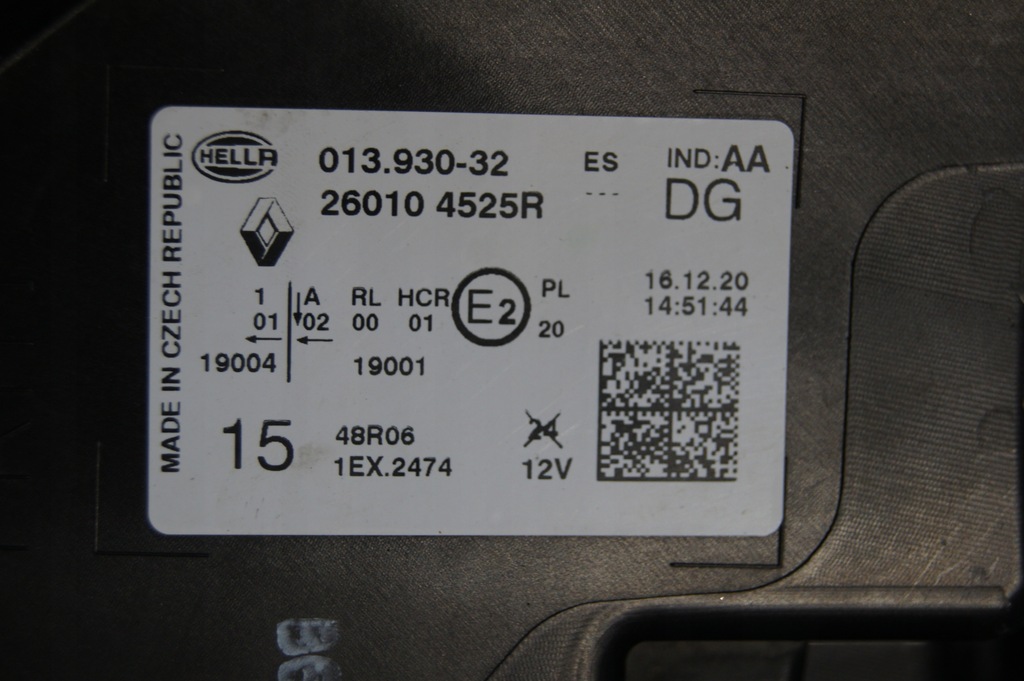 MADE IN CZECH REPUBLIC
HELLA
013.930-32
ES
IND:AA
26010 4525R
---
DG
1
A
RL
HCR
E2
PL
16.12.20
01
02
00
01
20
14:51:44
19004
19001
15
48R06
24
1EX.2474
12V